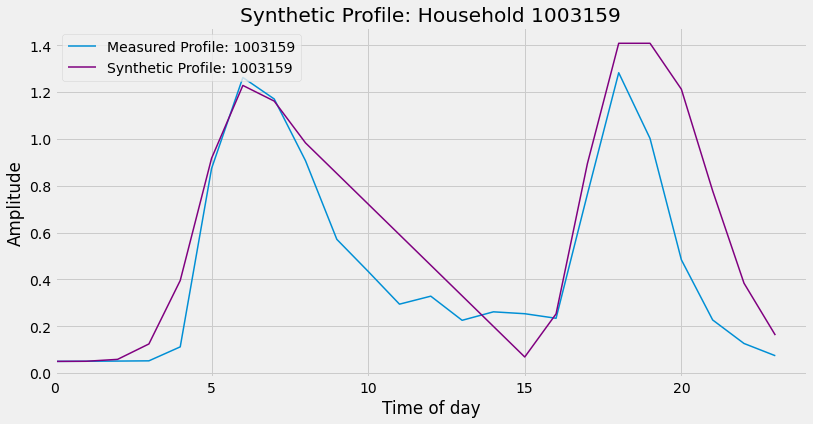 Synthetic Profile: Household 1003159
Measured Profile: 1003159
Synthetic Profile: 1003159
1.4
1.2
1.0
0.8
0.6
0.4
0.2
0.0
Amplitude
0 5 10 15 20
Time of day